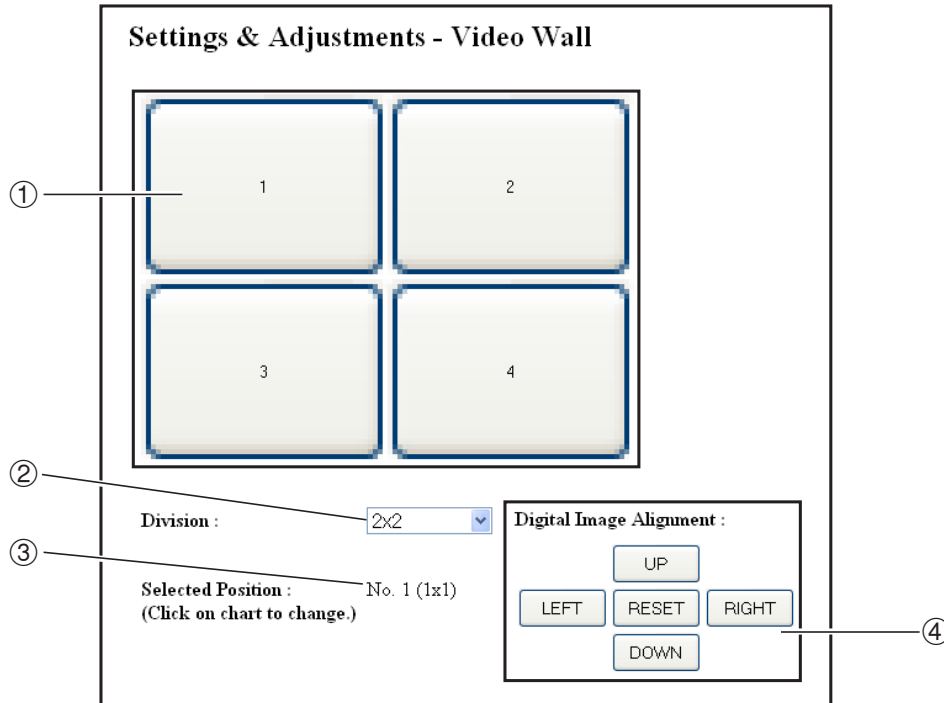 Settings & Adjustments - Video Wall
① 1 2
3 4
②
Division : 2x2
③
Selected Position : No. 1 (1x1)
(Click on chart to change.)
Digital Image Alignment :
UP
LEFT RESET RIGHT
DOWN
④